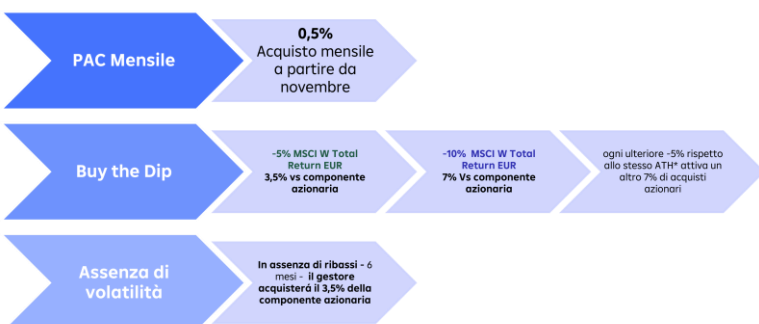 PAC Mensile
0,5%
Acquisto mensile
a partire da
novembre
Buy the Dip
-5% MSCI W Total
Return EUR
3,5% vs componente
azionaria
-10% MSCI W Total
Return EUR
7% Vs componente
azionaria
ogni ulteriore -5% rispetto
allo stesso ATH* attiva un
altro 7% di acquisti
azionari
Assenza di
volatilità
In assenza di ribassi - 6
mesi - il gestore
acquisterá il 3,5% della
componente azionaria